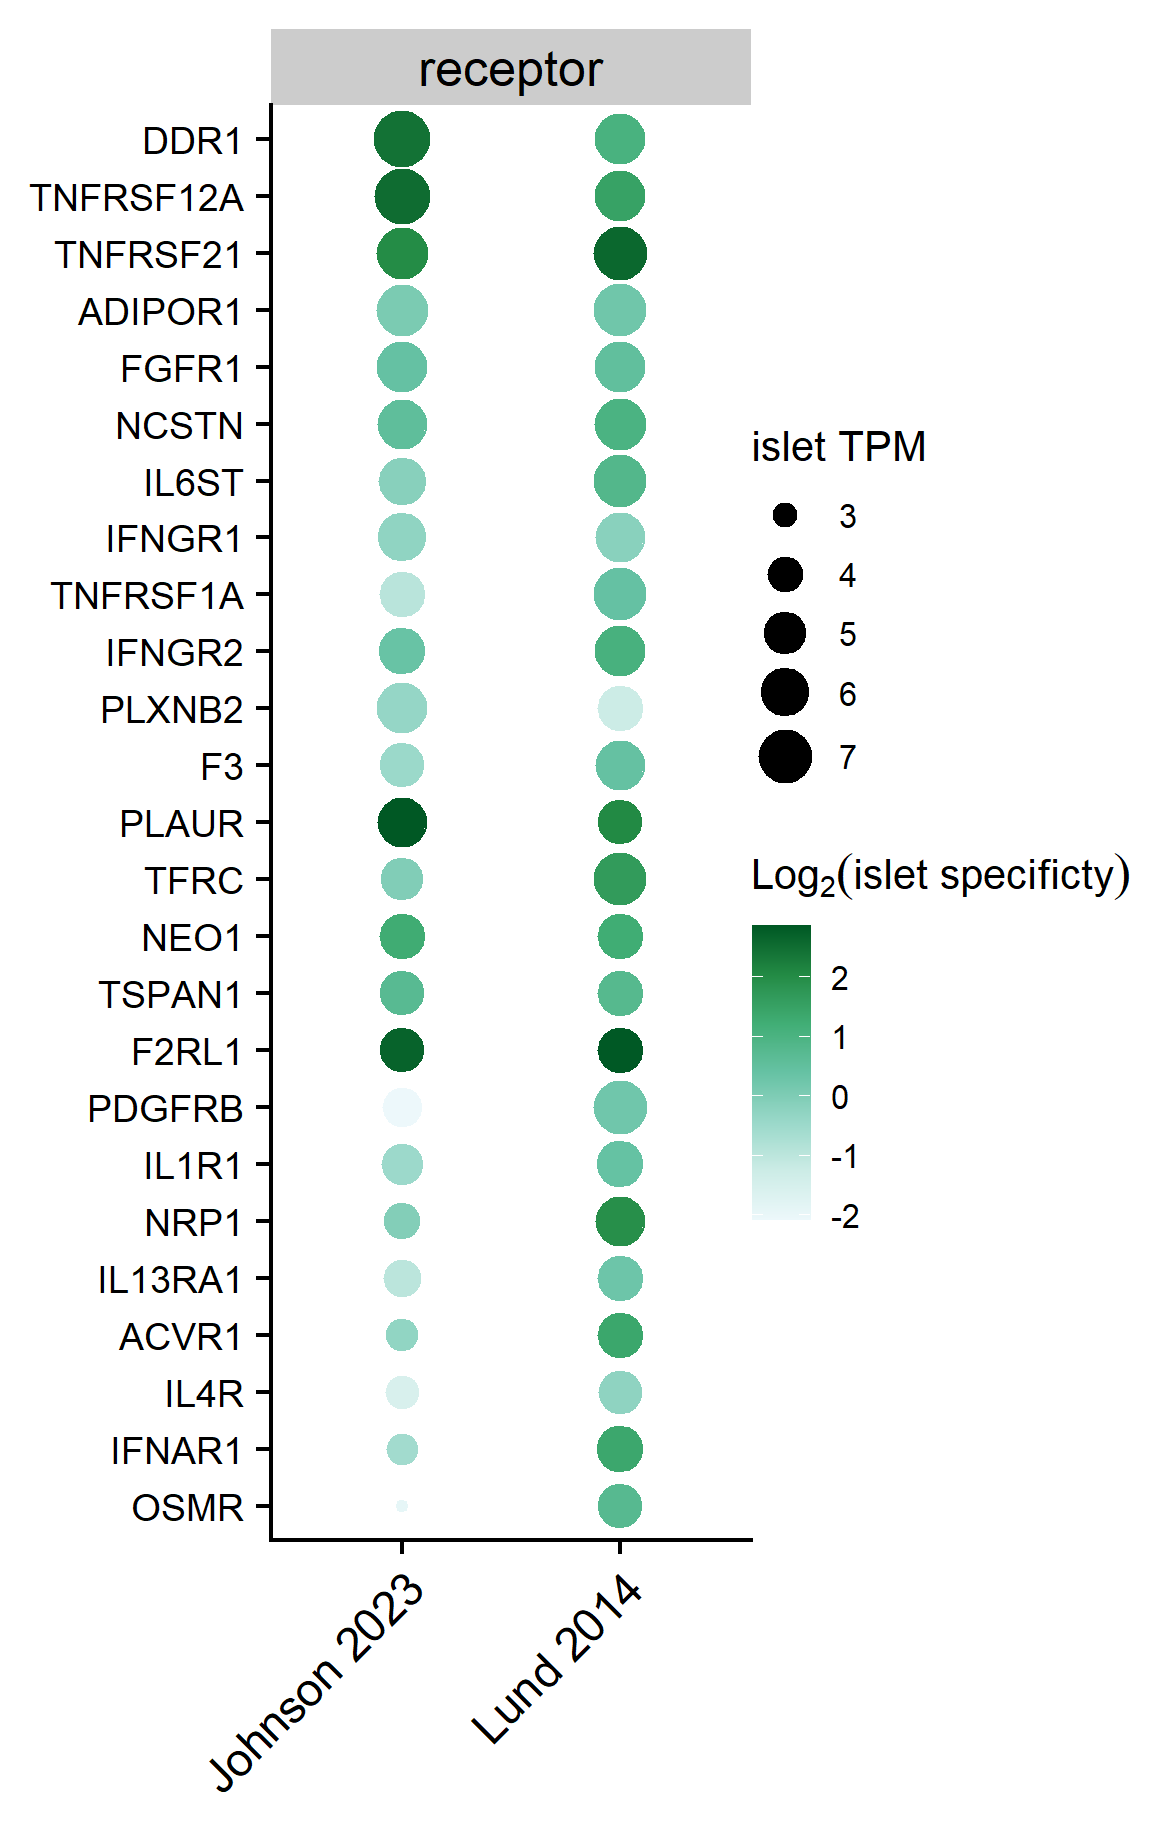 receptor
DDR1
TNFRSF12A
TNFRSF21
ADIPOR1
FGFR1
NCSTN
IL6ST
IFNGR1
TNFRSF1A
IFNGR2
PLXNB2
F3
PLAUR
TFRC
NEO1
TSPAN1
F2RL1
PDGFRB
IL1R1
NRP1
IL13RA1
ACVR1
IL4R
IFNAR1
OSMR
Johnson 2023
Lund 2014
islet TPM
3
4
5
6
7
Log₂(islet specificty)
2
1
0
-1
-2